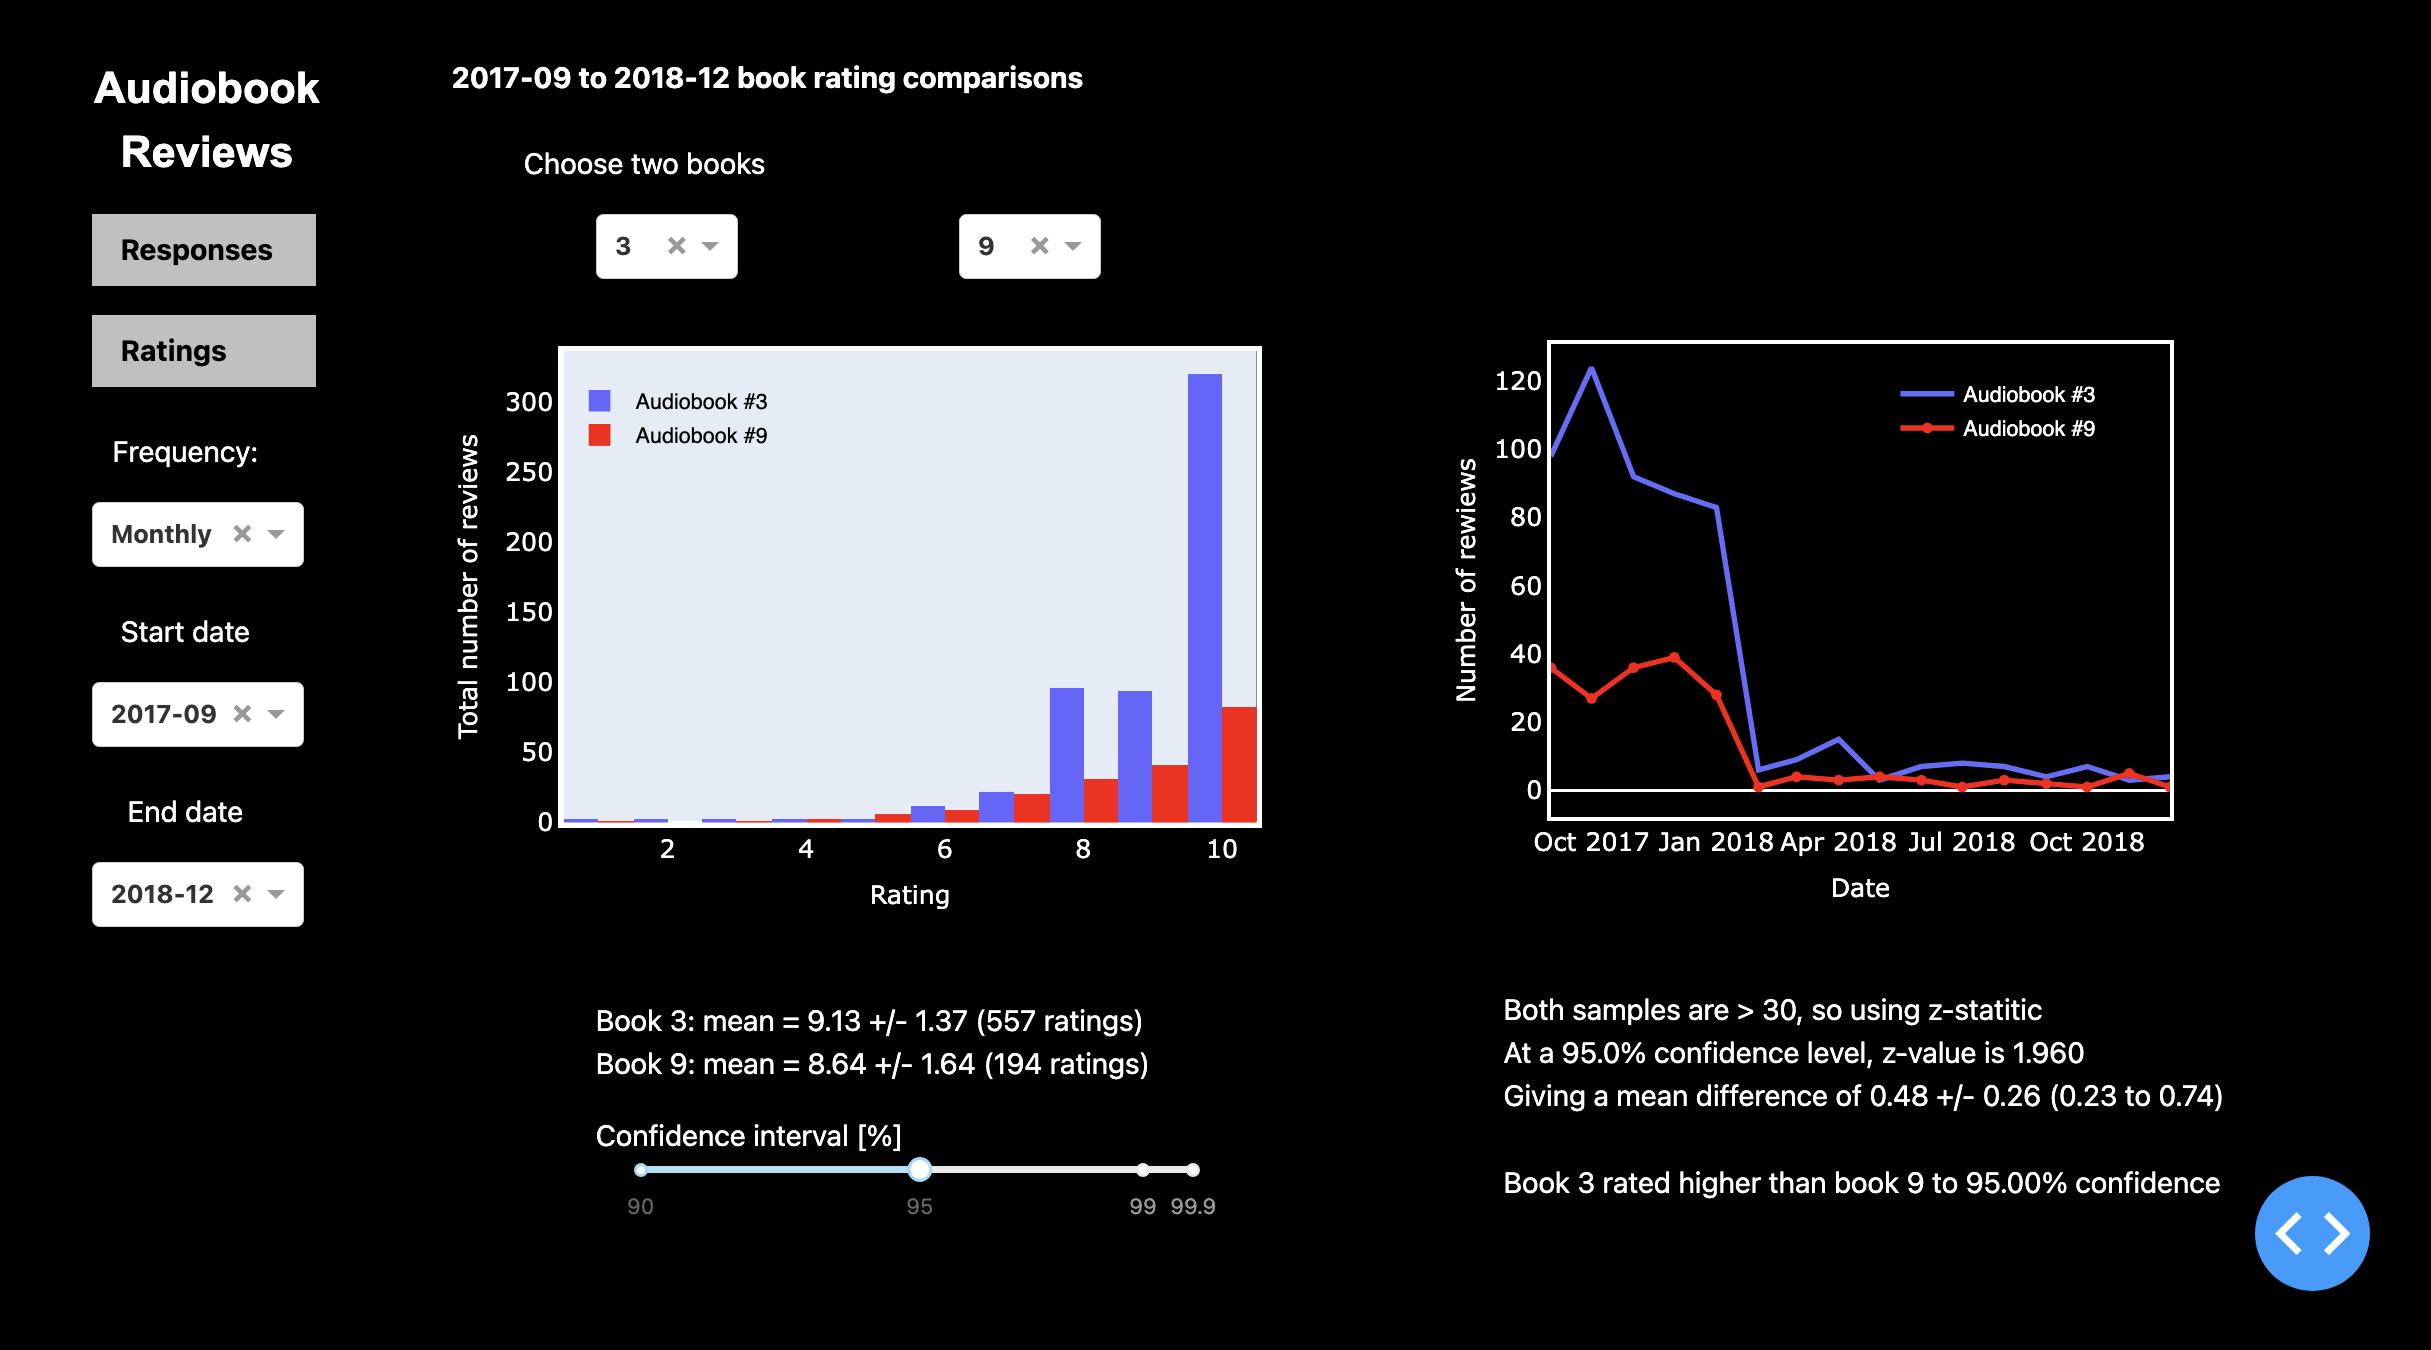 Audiobook
Reviews
Responses
Ratings
Frequency:
Monthly
Start date
2017-09
End date
2018-12
2017-09 to 2018-12 book rating comparisons
Choose two books
3
9
Total number of reviews
300
250
200
150
100
50
0
Audiobook #3
Audiobook #9
2 4 6 8 10
Rating
Number of rewiews
120
100
80
60
40
20
0
Audiobook #3
Audiobook #9
Oct 2017 Jan 2018 Apr 2018 Jul 2018 Oct 2018
Date
Book 3: mean = 9.13 +/- 1.37 (557 ratings)
Book 9: mean = 8.64 +/- 1.64 (194 ratings)
Confidence interval [%]
90 95 99 99.9
Both samples are > 30, so using z-statitic
At a 95.0% confidence level, z-value is 1.960
Giving a mean difference of 0.48 +/- 0.26 (0.23 to 0.74)
Book 3 rated higher than book 9 to 95.00% confidence